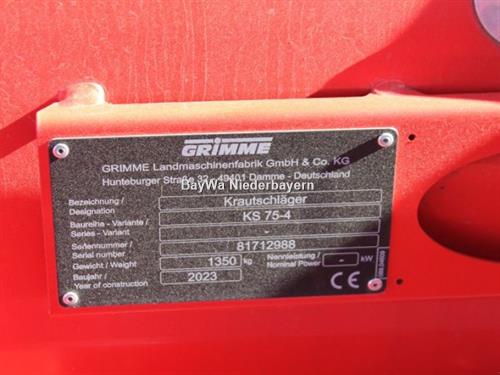 GRIMME
GRIMME Landmaschinenfabrik GmbH & Co. KG
Hunteburger Straße 32 - 49401 Damme - Deutschland
BayWa Niederbayern
Bezeichnung / Krautschläger
Designation KS 75-4
Baureihe - Variante / -
Series - Variant
Seriennummer / 81712988
Serial number
Gewicht / Weight 1350 kg Nennleistung / Nominal Power - kW
Baujahr / 2023
Year of construction CE